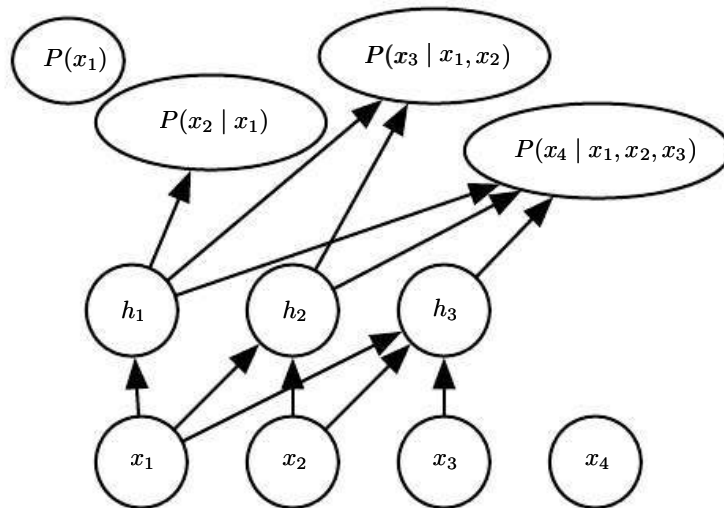 P(x₁)
P(x₃ | x₁, x₂)
P(x₂ | x₁)
P(x₄ | x₁, x₂, x₃)
h₁
h₂
h₃
x₁
x₂
x₃
x₄